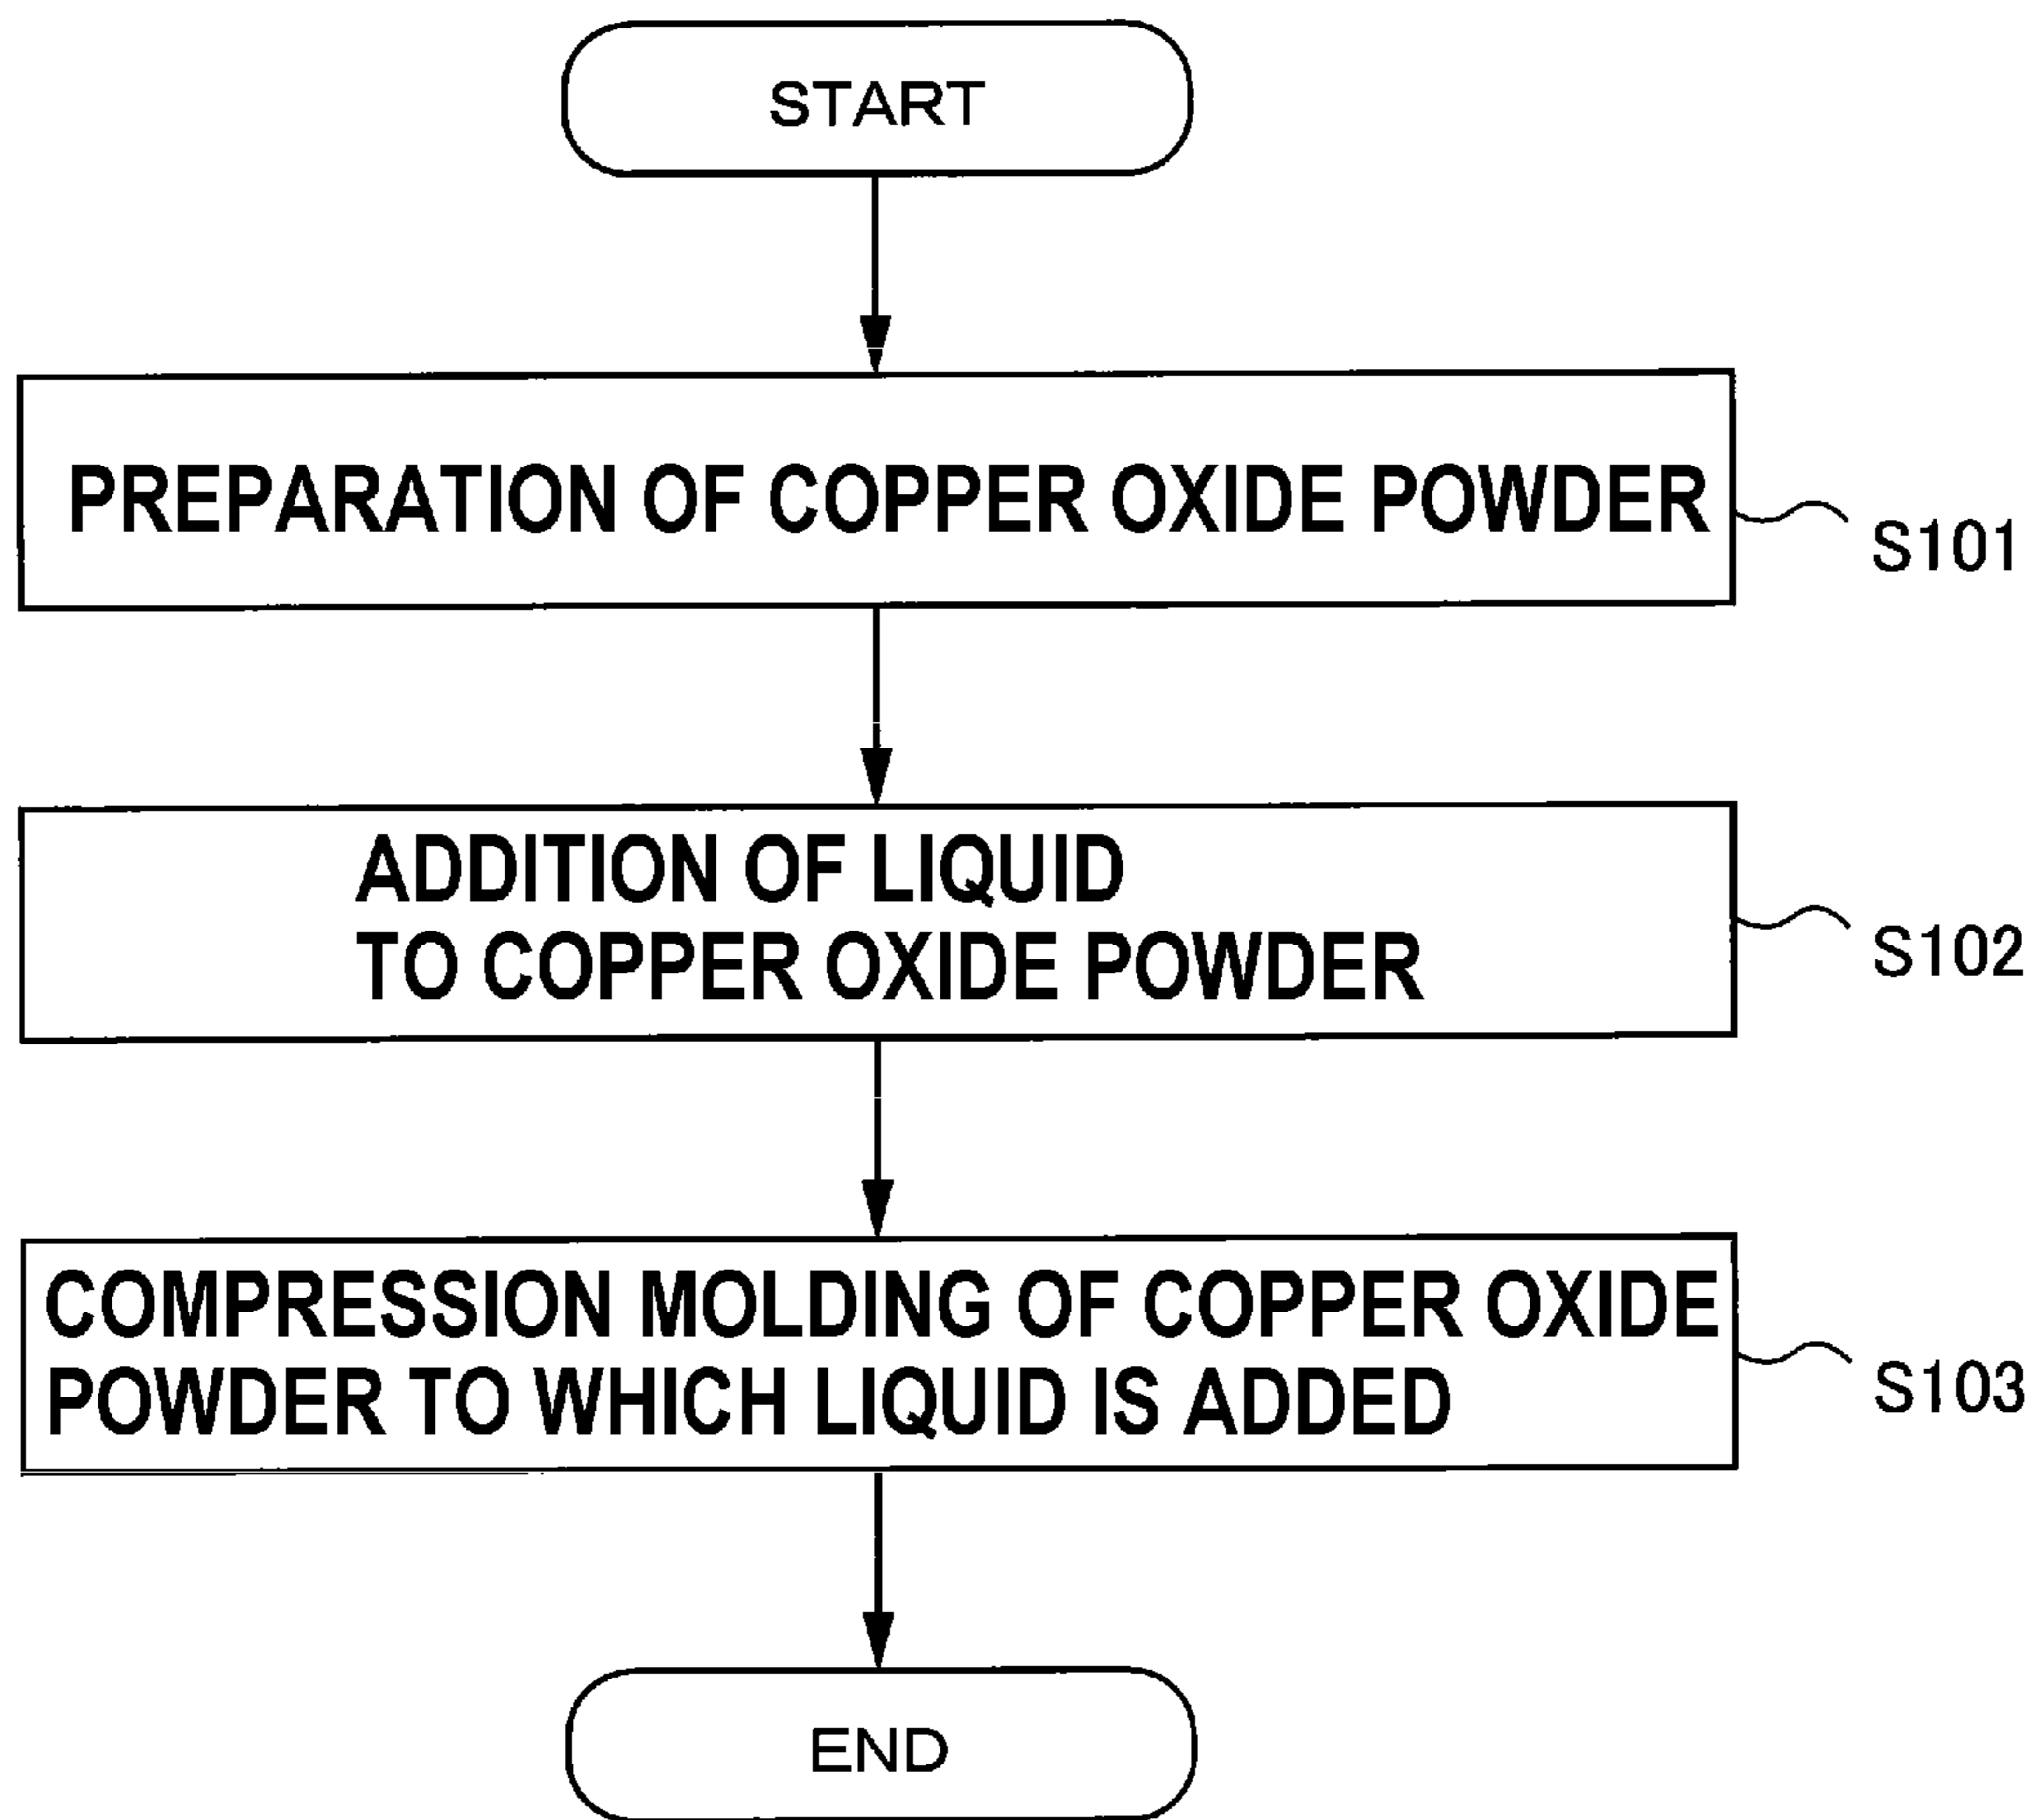 START
PREPARATION OF COPPER OXIDE POWDER
S101
ADDITION OF LIQUID
TO COPPER OXIDE POWDER
S102
COMPRESSION MOLDING OF COPPER OXIDE
POWDER TO WHICH LIQUID IS ADDED
S103
END